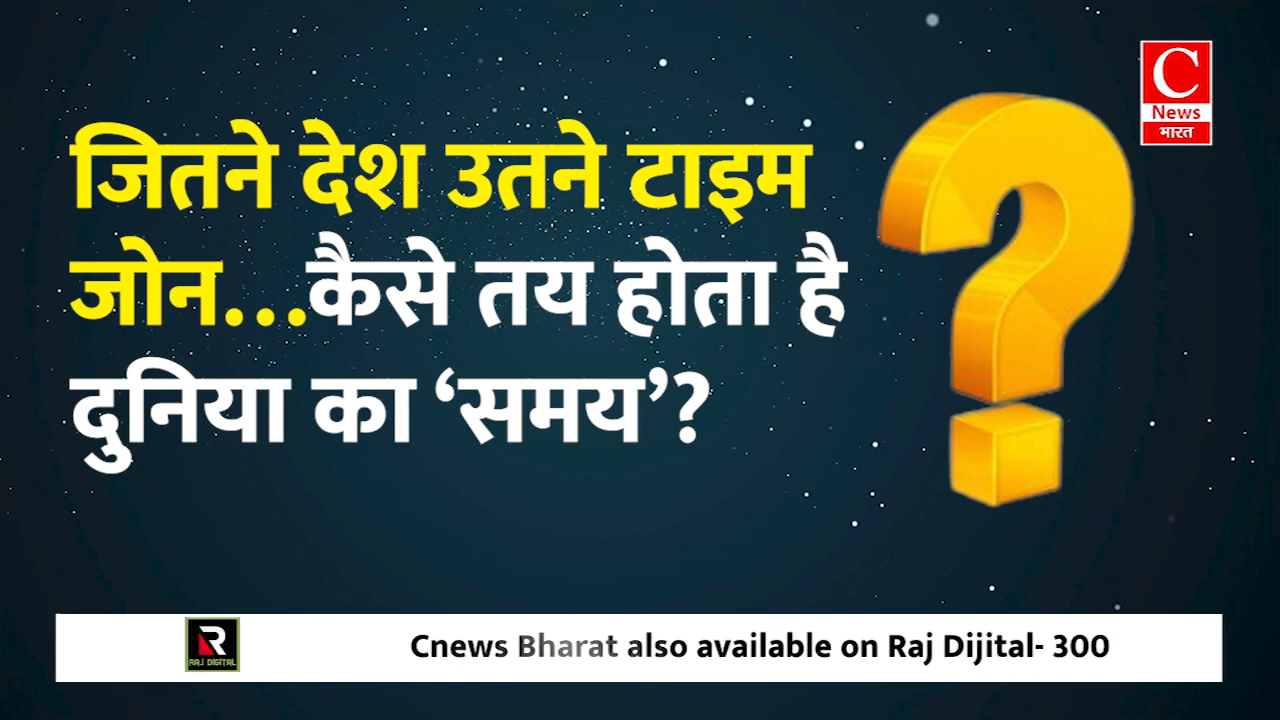 C
News
भारत
जितने देश उतने टाइम
जोन...कैसे तय होता है
दुनिया का ‘समय’?
?
R
RAJ DIGITAL
Cnews Bharat also available on Raj Dijital- 300